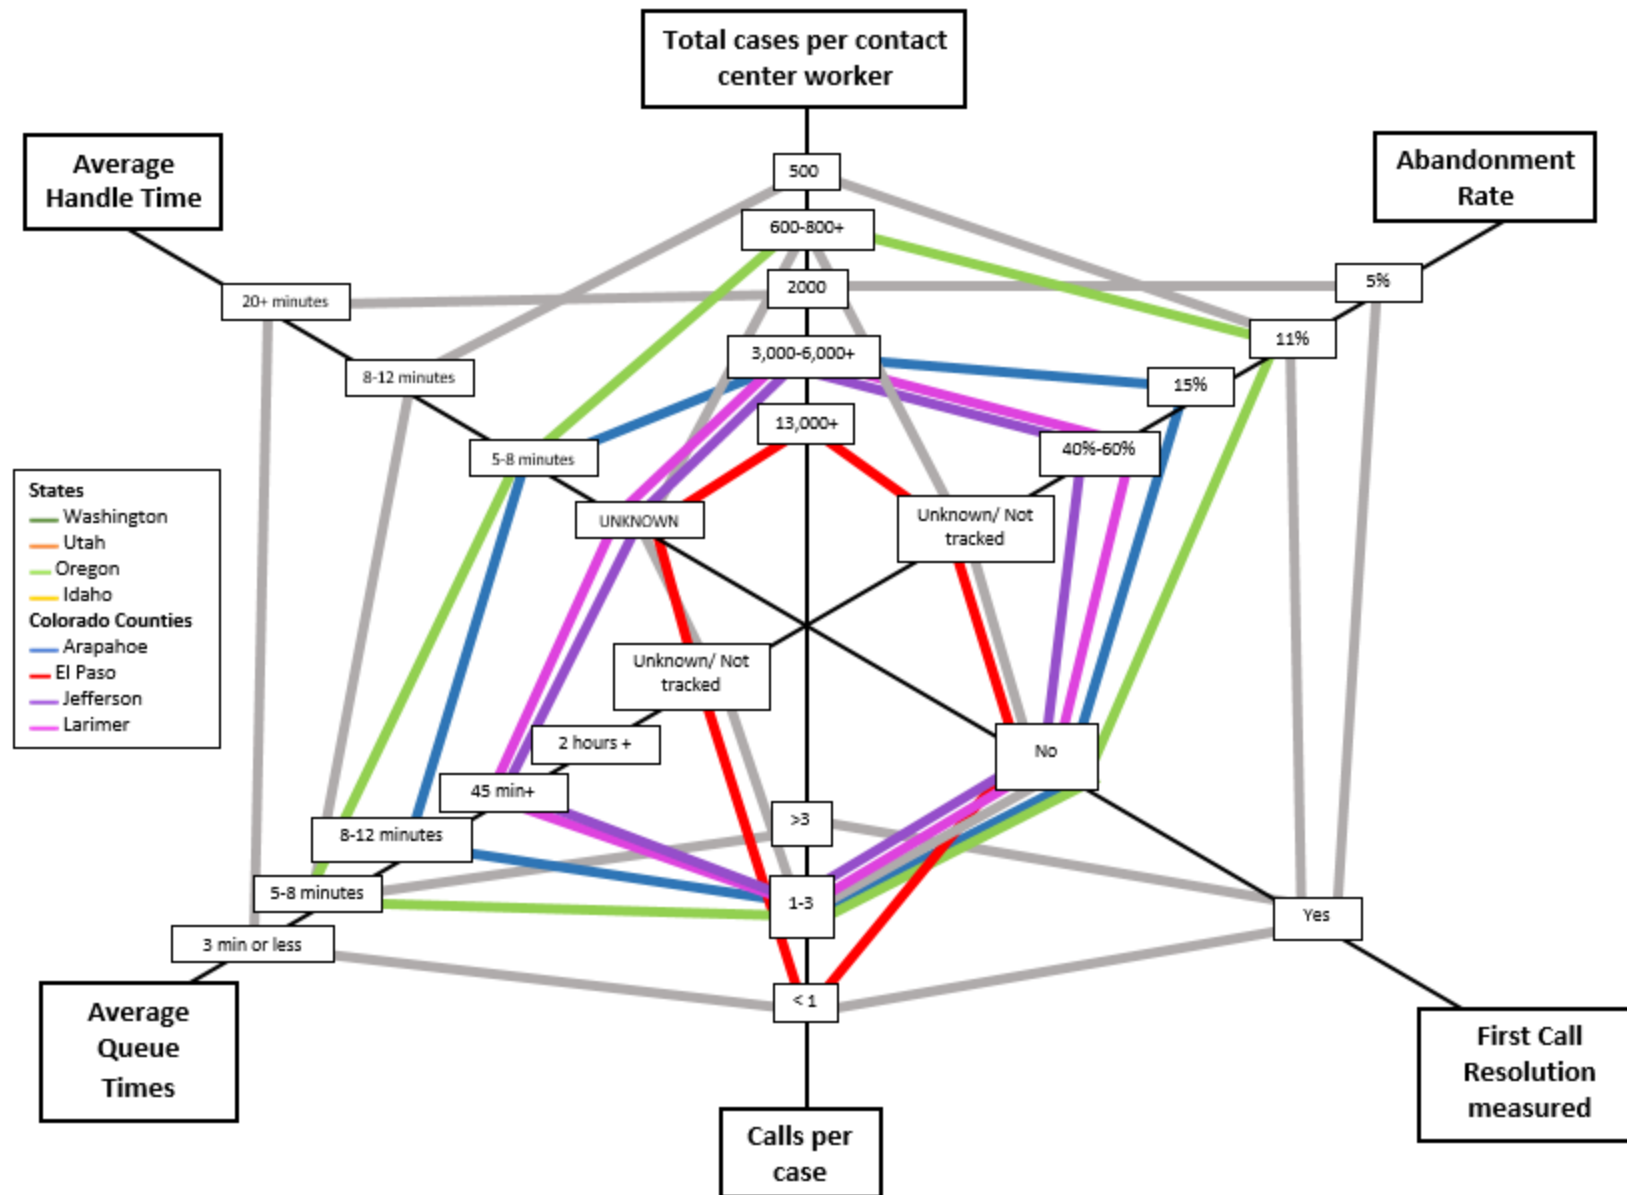 Total cases per contact
center worker
Average
Handle Time
Abandonment
Rate
500
600-800+
2000
3,000-6,000+
13,000+
5%
11%
15%
40%-60%
Unknown/ Not
tracked
20+ minutes
8-12 minutes
5-8 minutes
UNKNOWN
States
Washington
Utah
Oregon
Idaho
Colorado Counties
Arapahoe
El Paso
Jefferson
Larimer
Unknown/ Not
tracked
2 hours +
45 min+
8-12 minutes
5-8 minutes
3 min or less
No
Yes
>3
1-3
< 1
Average
Queue
Times
Calls per
case
First Call
Resolution
measured